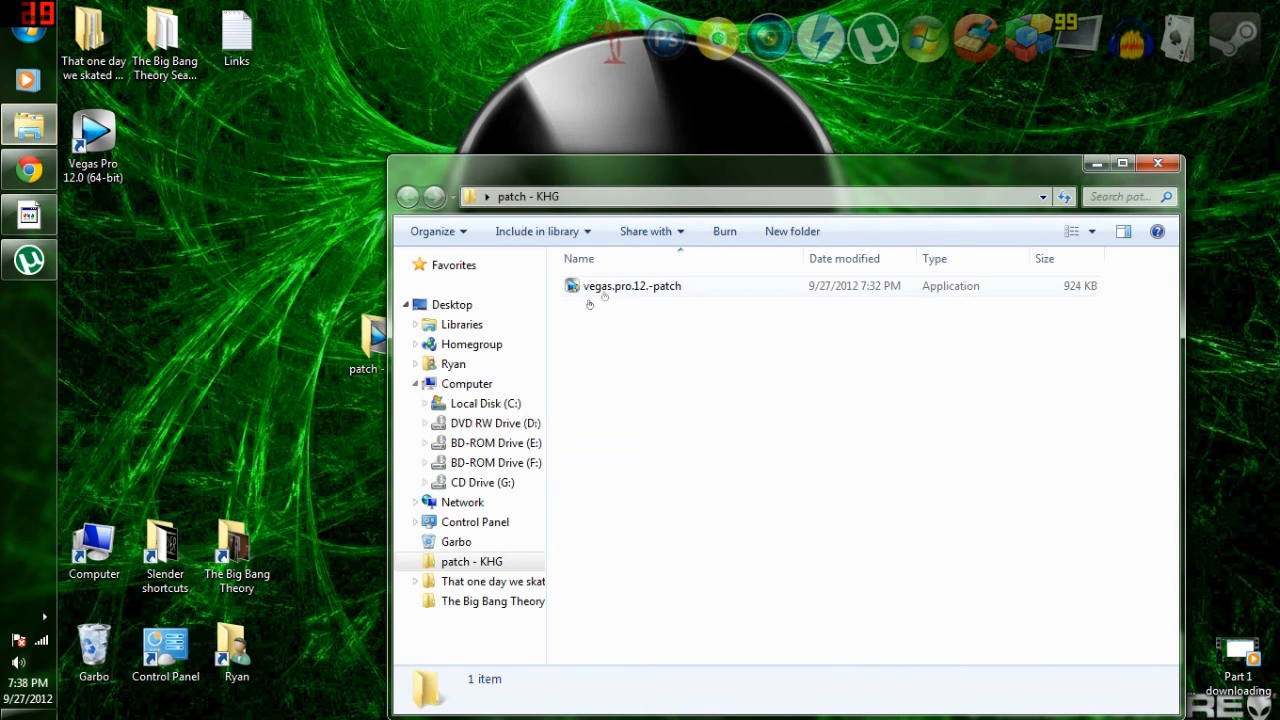 19
That one day
we skated ...
The Big Bang
Theory Sea...
Links
99
Vegas Pro
12.0 (64-bit)
patch - KHG
Search pat...
Organize
Include in library
Share with
Burn
New folder
Name
Date modified
Type
Size
vegas.pro.12.-patch
9/27/2012 7:32 PM
Application
924 KB
Favorites
Desktop
Libraries
Homegroup
Ryan
Computer
Local Disk (C:)
DVD RW Drive (D:)
BD-ROM Drive (E:)
BD-ROM Drive (F:)
CD Drive (G:)
Network
Control Panel
Garbo
patch - KHG
That one day we skat
The Big Bang Theory
1 item
patch -
Computer
Slender
shortcuts
The Big Bang
Theory
Garbo
Control Panel
Ryan
7:38 PM
9/27/2012
Part 1
downloading